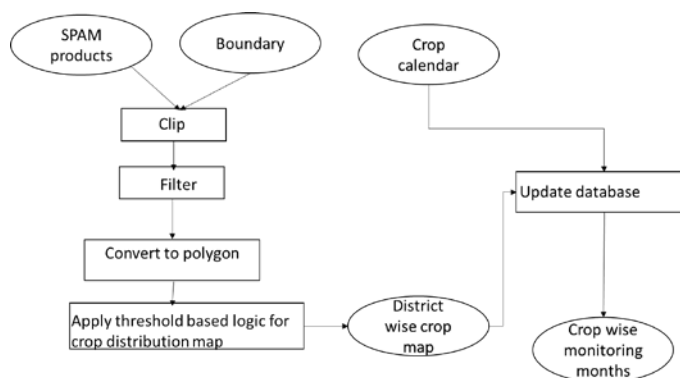 SPAM
products
Boundary
Crop
calendar
Clip
Filter
Update database
Convert to polygon
Apply threshold based logic for
crop distribution map
District
wise crop
map
Crop wise
monitoring
months